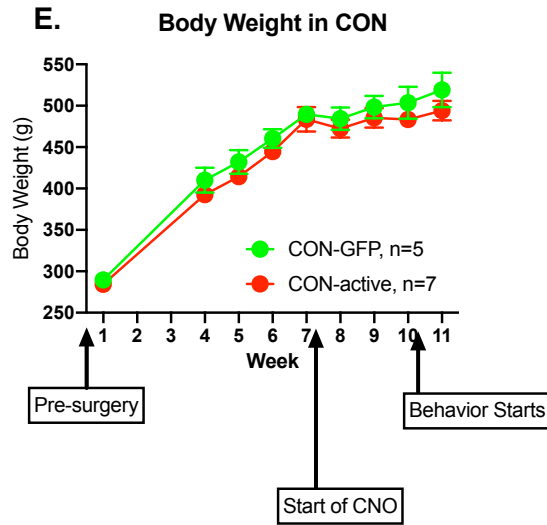 E.
Body Weight in CON
Body Weight (g)
550
500
450
400
350
300
250
CON-GFP, n=5
CON-active, n=7
1 2 3 4 5 6 7 8 9 10 11
Week
Pre-surgery
Behavior Starts
Start of CNO